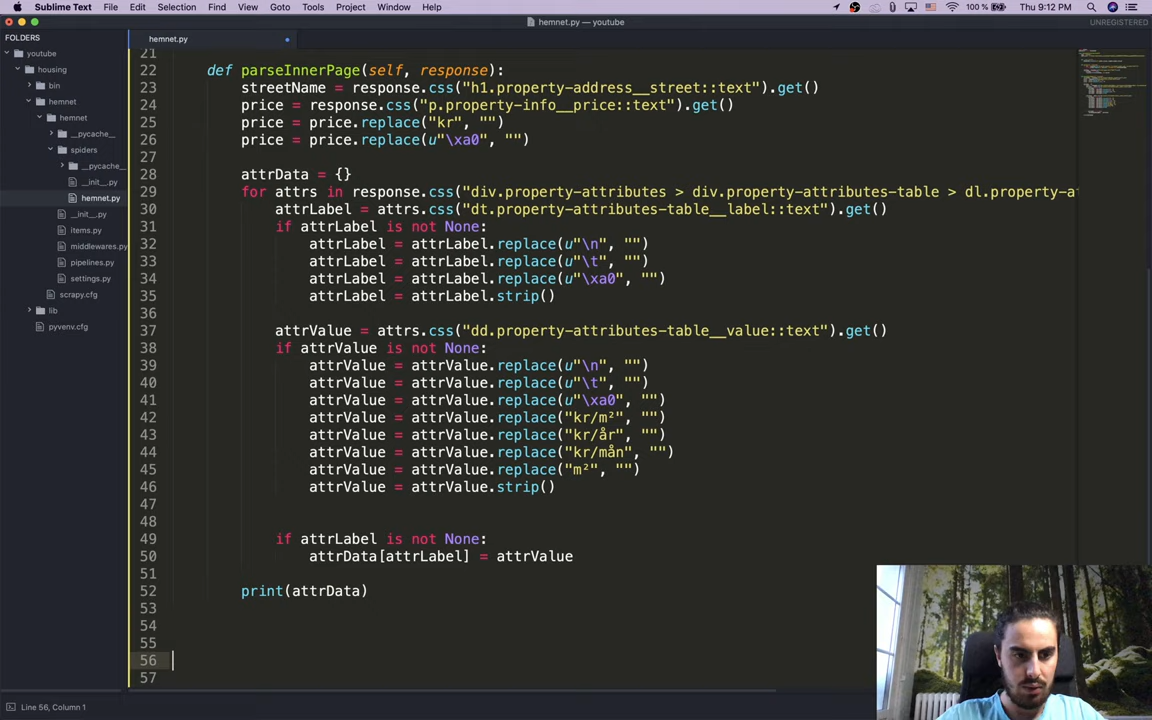 Sublime Text File Edit Selection Find View Goto Tools Project Window Help 100 % Thu 9:12 PM
hemnet.py — youtube
UNREGISTERED
FOLDERS
youtube
housing
bin
hemnet
hemnet
__pycache__
spiders
__pycache__
__init__.py
hemnet.py
__init__.py
items.py
middlewares.py
pipelines.py
settings.py
scrapy.cfg
lib
pyvenv.cfg
hemnet.py
21
22 def parseInnerPage(self, response):
23 streetName = response.css("h1.property-address__street::text").get()
24 price = response.css("p.property-info__price::text").get()
25 price = price.replace("kr", "")
26 price = price.replace(u"\xa0", "")
27
28 attrData = {}
29 for attrs in response.css("div.property-attributes > div.property-attributes-table > dl.property-at
30 attrLabel = attrs.css("dt.property-attributes-table__label::text").get()
31 if attrLabel is not None:
32 attrLabel = attrLabel.replace(u"\n", "")
33 attrLabel = attrLabel.replace(u"\t", "")
34 attrLabel = attrLabel.replace(u"\xa0", "")
35 attrLabel = attrLabel.strip()
36
37 attrValue = attrs.css("dd.property-attributes-table__value::text").get()
38 if attrValue is not None:
39 attrValue = attrValue.replace(u"\n", "")
40 attrValue = attrValue.replace(u"\t", "")
41 attrValue = attrValue.replace(u"\xa0", "")
42 attrValue = attrValue.replace("kr/m²", "")
43 attrValue = attrValue.replace("kr/år", "")
44 attrValue = attrValue.replace("kr/mån", "")
45 attrValue = attrValue.replace("m²", "")
46 attrValue = attrValue.strip()
47
48
49 if attrLabel is not None:
50 attrData[attrLabel] = attrValue
51
52 print(attrData)
53
54
55
56
57
Line 56, Column 1